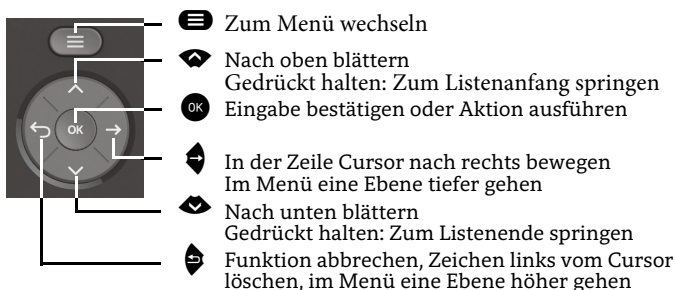 Zum Menü wechseln
Nach oben blättern
Gedrückt halten: Zum Listenanfang springen
OK
Eingabe bestätigen oder Aktion ausführen
OK
In der Zeile Cursor nach rechts bewegen
Im Menü eine Ebene tiefer gehen
Nach unten blättern
Gedrückt halten: Zum Listenende springen
Funktion abbrechen, Zeichen links vom Cursor
löschen, im Menü eine Ebene höher gehen